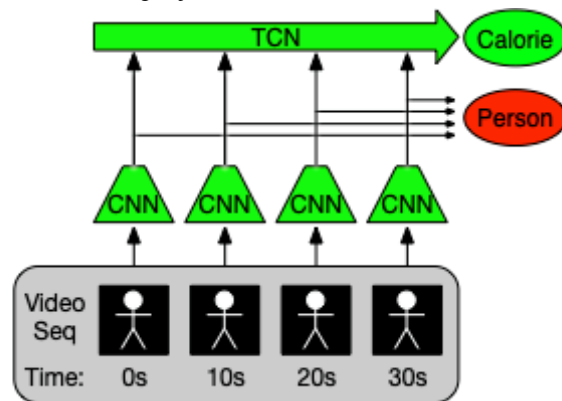 TCN
Calorie
Person
CNN CNN CNN CNN
Video
Seq
Time: 0s 10s 20s 30s